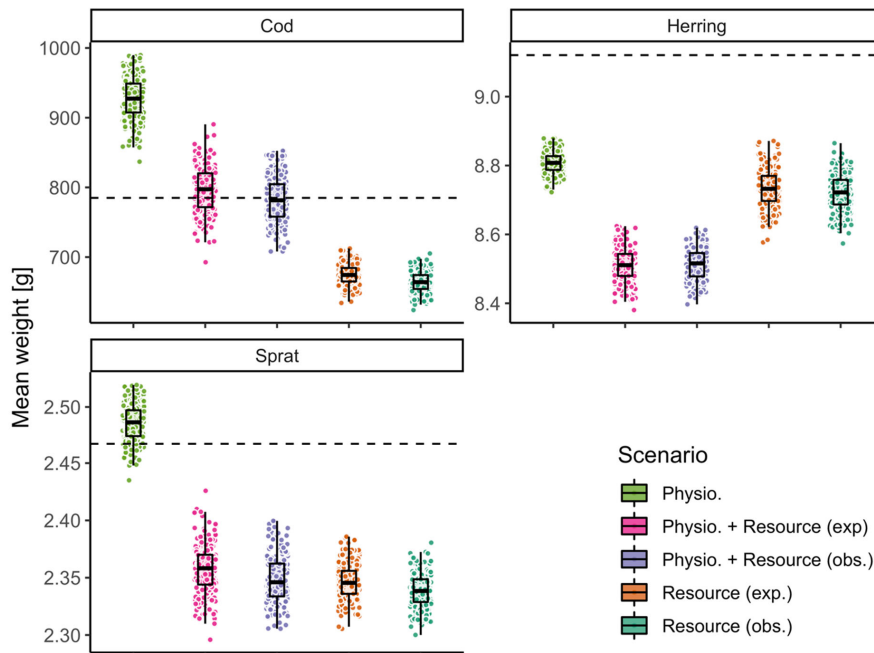 Cod
Herring
1000
900
800
700
9.0
8.8
8.6
8.4
Mean weight [g]
Sprat
2.50
2.45
2.40
2.35
2.30
Scenario
Physio.
Physio. + Resource (exp)
Physio. + Resource (obs.)
Resource (exp.)
Resource (obs.)